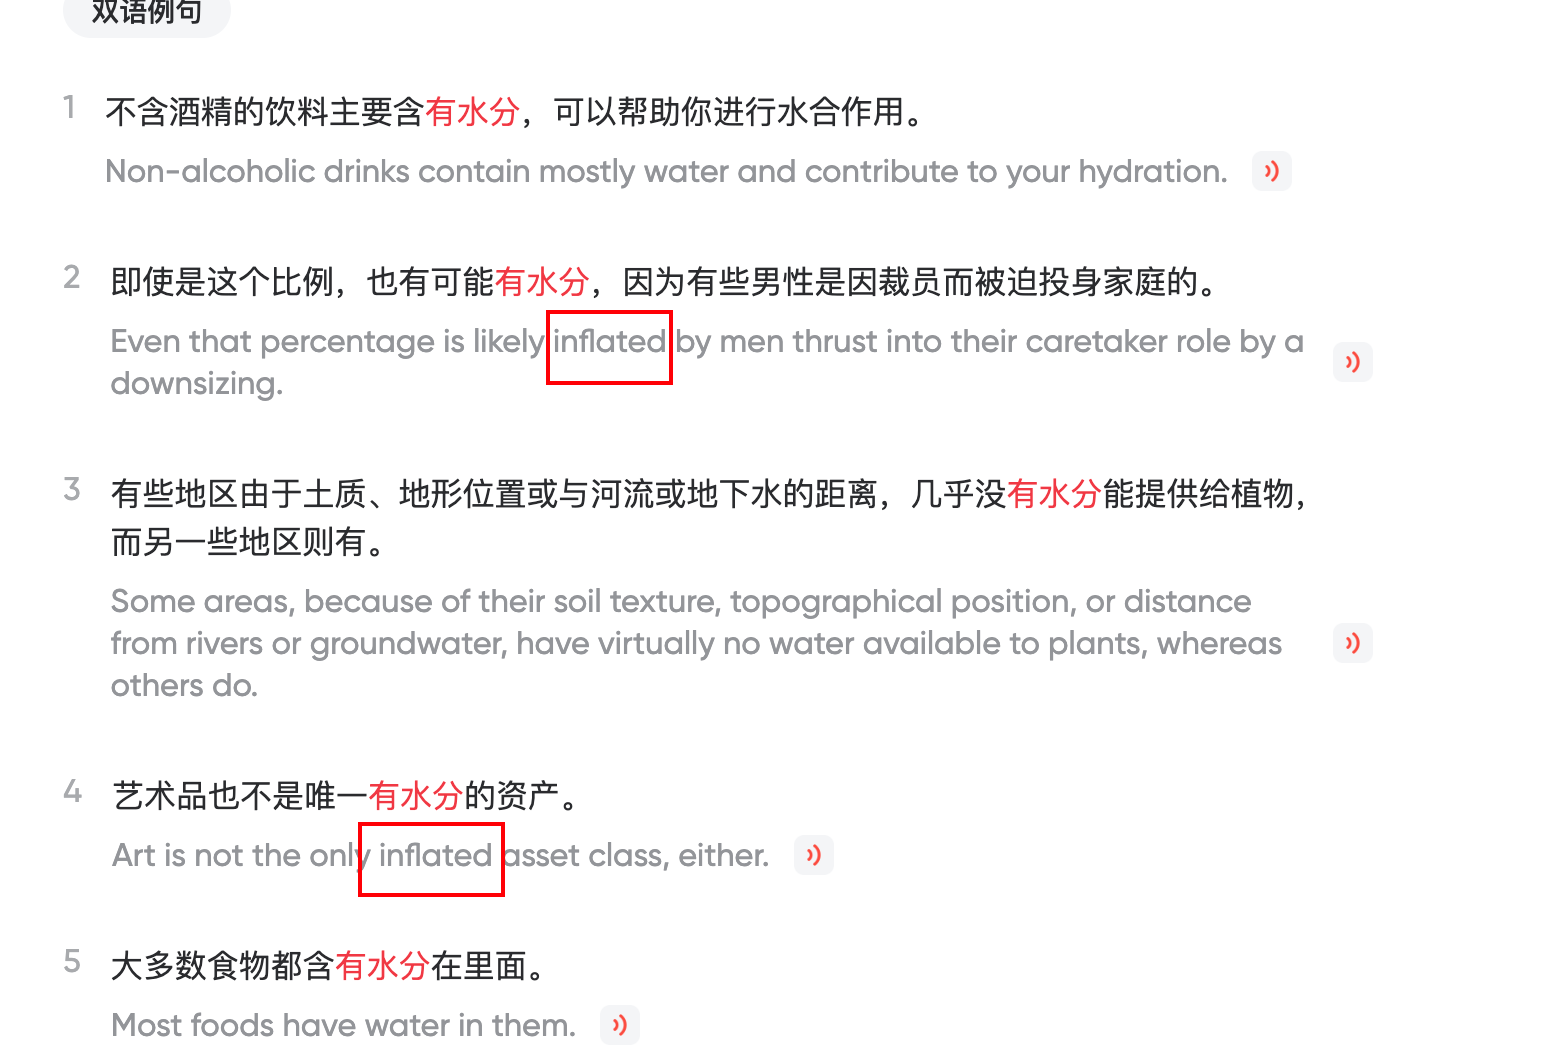 双语例句
1 不含酒精的饮料主要含有水分，可以帮助你进行水合作用。
Non-alcoholic drinks contain mostly water and contribute to your hydration.
2 即使是这个比例，也有可能有水分，因为有些男性是因裁员而被迫投身家庭的。
Even that percentage is likely inflated by men thrust into their caretaker role by a
downsizing.
3 有些地区由于土质、地形位置或与河流或地下水的距离，几乎没有水分能提供给植物，
而另一些地区则有。
Some areas, because of their soil texture, topographical position, or distance
from rivers or groundwater, have virtually no water available to plants, whereas
others do.
4 艺术品也不是唯一有水分的资产。
Art is not the only inflated asset class, either.
5 大多数食物都含有水分在里面。
Most foods have water in them.